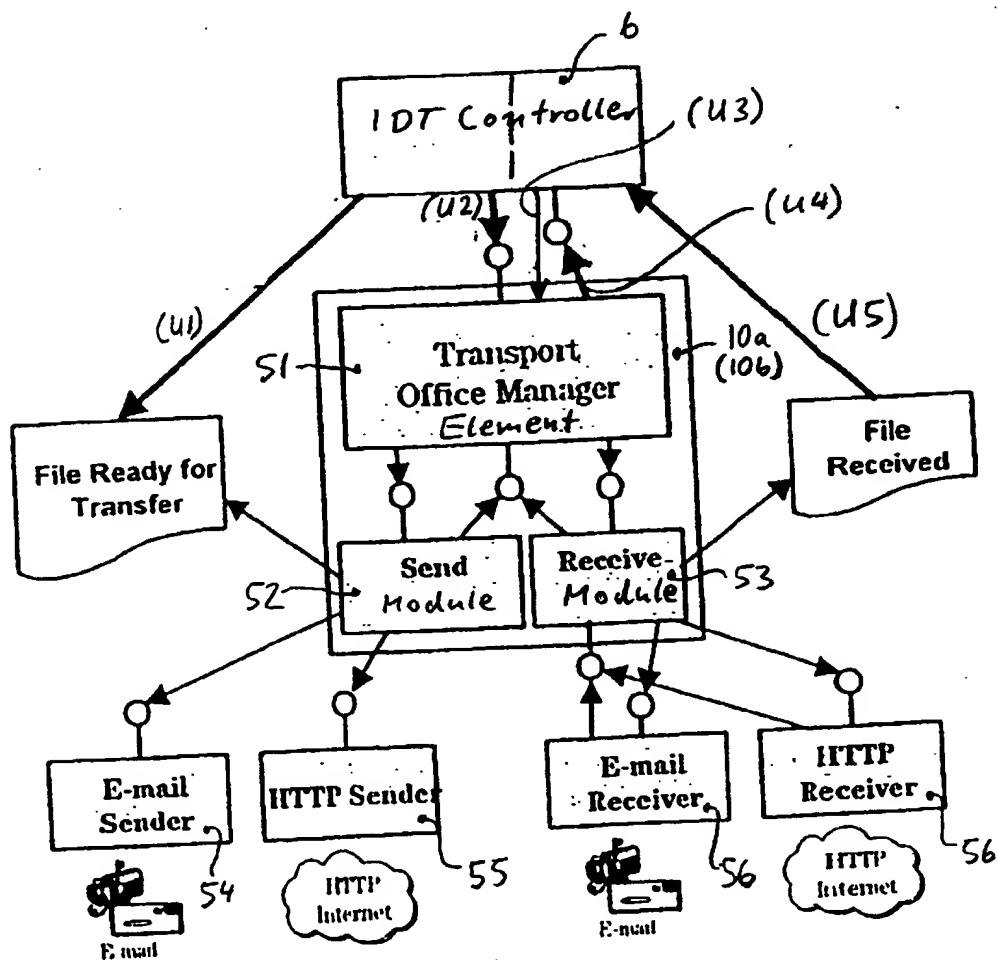 6
IDT Controller
(U3)
(U2)
(U4)
(U1)
(U5)
51
Transport
Office Manager
Element
10a
(10b)
File Ready for
Transfer
File
Received
52
Send
Module
Receive-
Module
53
E-mail
Sender
54
HTTP Sender
55
E-mail
Receiver
56
HTTP
Receiver
56
E-mail
HTTP
Internet
E-mail
HTTP
Internet